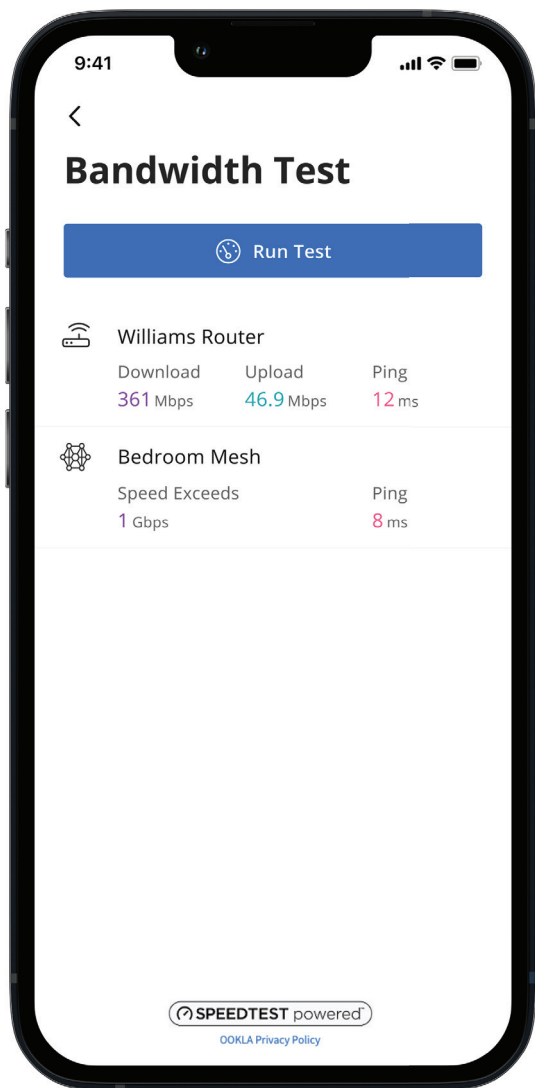 9:41
Bandwidth Test
Run Test
Williams Router
Download Upload Ping
361 Mbps 46.9 Mbps 12 ms
Bedroom Mesh
Speed Exceeds Ping
1 Gbps 8 ms
SPEEDTEST powered™
OOKLA Privacy Policy